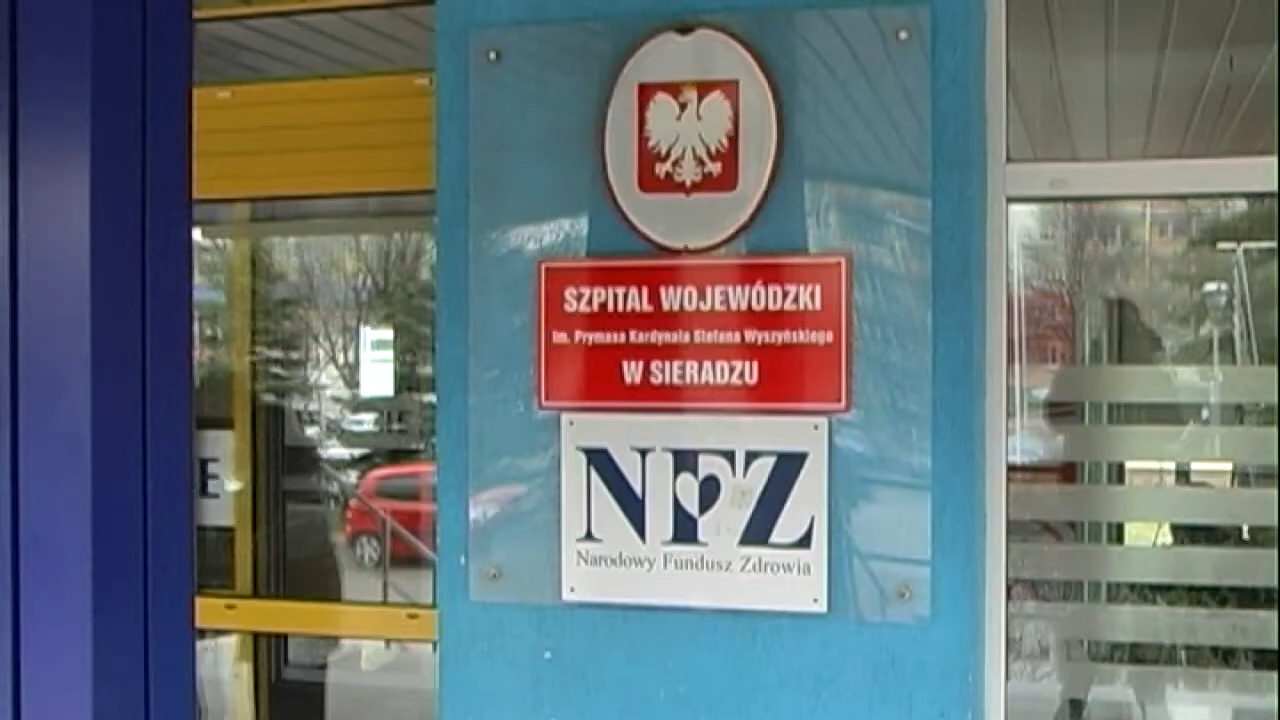 SZPITAL WOJEWÓDZKI
im. Prymasa Kardynała Stefana Wyszyńskiego
W SIERADZU
NFZ
Narodowy Fundusz Zdrowia
E